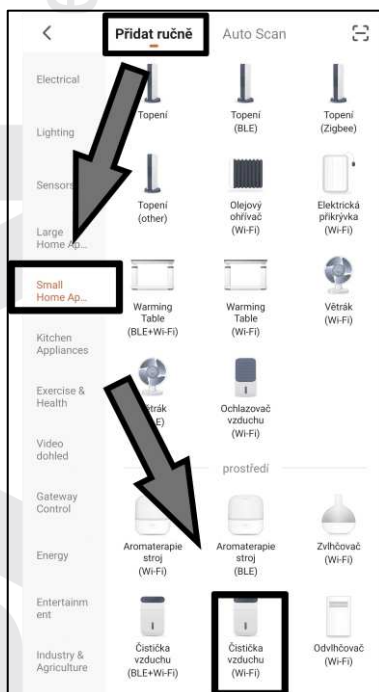 Přidat ručně
Auto Scan
Electrical
Lighting
Sensors
Large
Home Ap...
Small
Home Ap...
Kitchen
Appliances
Exercise &
Health
Video
dohled
Gateway
Control
Energy
Entertainm
ent
Industry &
Agriculture
Topení
Topení
(BLE)
Topení
(Zigbee)
Topení
(other)
Olejový
ohřívač
(Wi-Fi)
Elektrická
přikrývka
(Wi-Fi)
Warming
Table
(BLE+Wi-Fi)
Warming
Table
(Wi-Fi)
Větrák
(Wi-Fi)
Ochlazovač
vzduchu
(Wi-Fi)
prostředí
Aromaterapie
stroj
(Wi-Fi)
Aromaterapie
stroj
(BLE)
Zvlhčovač
(Wi-Fi)
Čistička
vzduchu
(BLE+Wi-Fi)
Čistička
vzduchu
(Wi-Fi)
Odvlhčovač
(Wi-Fi)